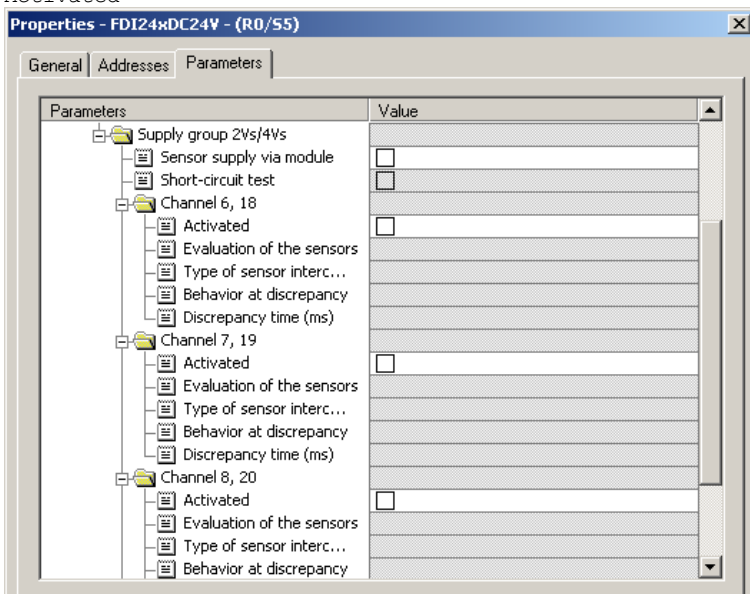 Activated
Properties - FDI24xDC24V - (R0/S5)
General Addresses Parameters
Parameters Value
Supply group 2Vs/4Vs
Sensor supply via module
Short-circuit test
Channel 6, 18
Activated
Evaluation of the sensors
Type of sensor interc...
Behavior at discrepancy
Discrepancy time (ms)
Channel 7, 19
Activated
Evaluation of the sensors
Type of sensor interc...
Behavior at discrepancy
Discrepancy time (ms)
Channel 8, 20
Activated
Evaluation of the sensors
Type of sensor interc...
Behavior at discrepancy